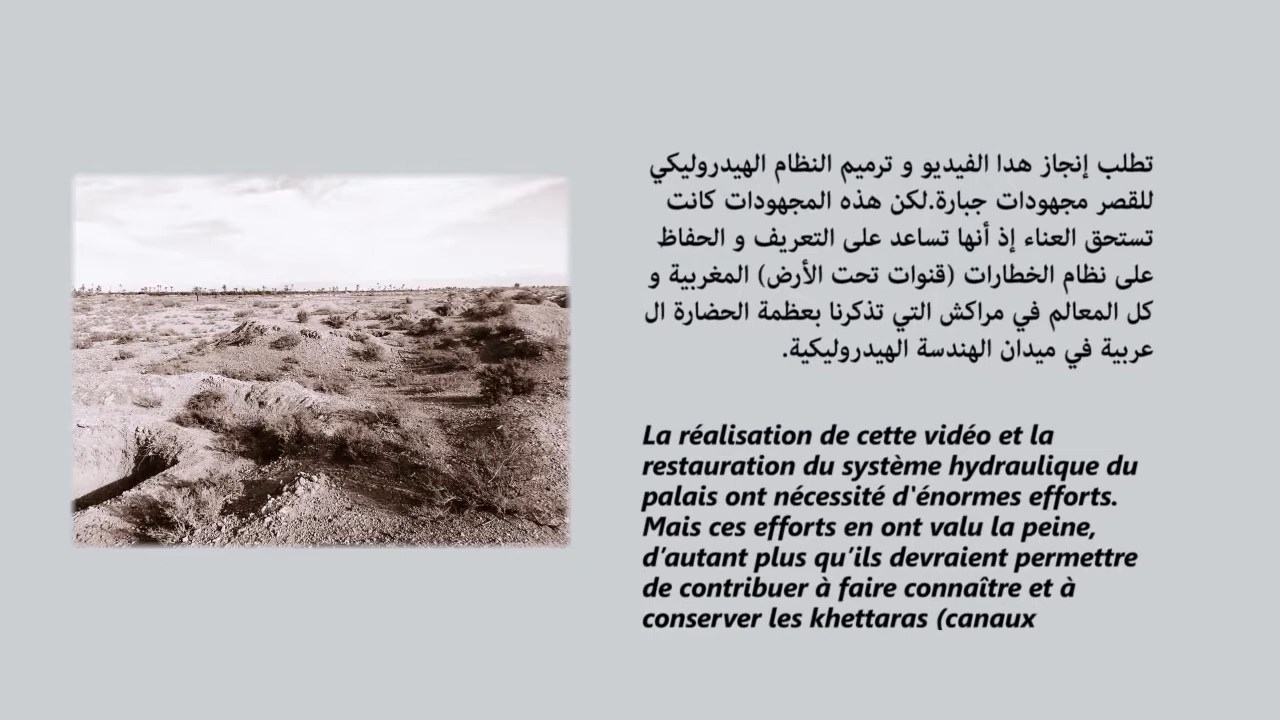 تطلب إنجاز هدا الفيديو و ترميم النظام الهيدروليكي
للقصر مجهودات جبارة.لكن هذه المجهودات كانت
تستحق العناء إذ أنها تساعد على التعريف و الحفاظ
على نظام الخطارات (قنوات تحت الأرض) المغربية و
كل المعالم في مراكش التي تذكرنا بعظمة الحضارة ال
عربية في ميدان الهندسة الهيدروليكية.
La réalisation de cette vidéo et la
restauration du système hydraulique du
palais ont nécessité d'énormes efforts.
Mais ces efforts en ont valu la peine,
d'autant plus qu'ils devraient permettre
de contribuer à faire connaître et à
conserver les khettaras (canaux